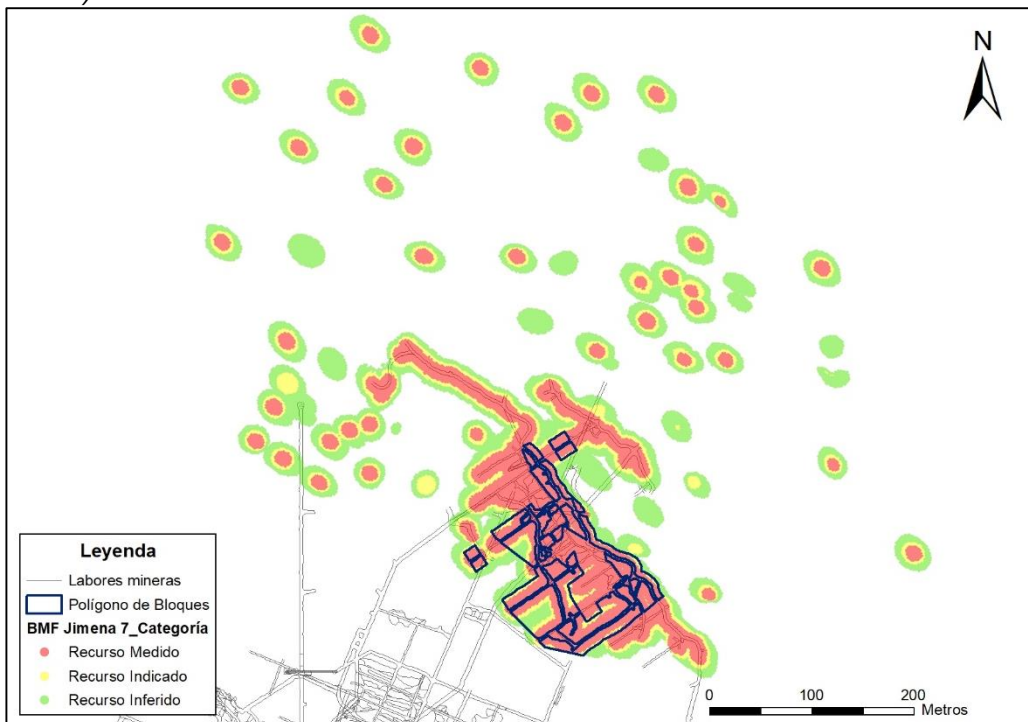 N
Leyenda
Labores mineras
Polígono de Bloques
BMF Jimena 7_Categoría
Recurso Medido
Recurso Indicado
Recurso Inferido
0 100 200
Metros